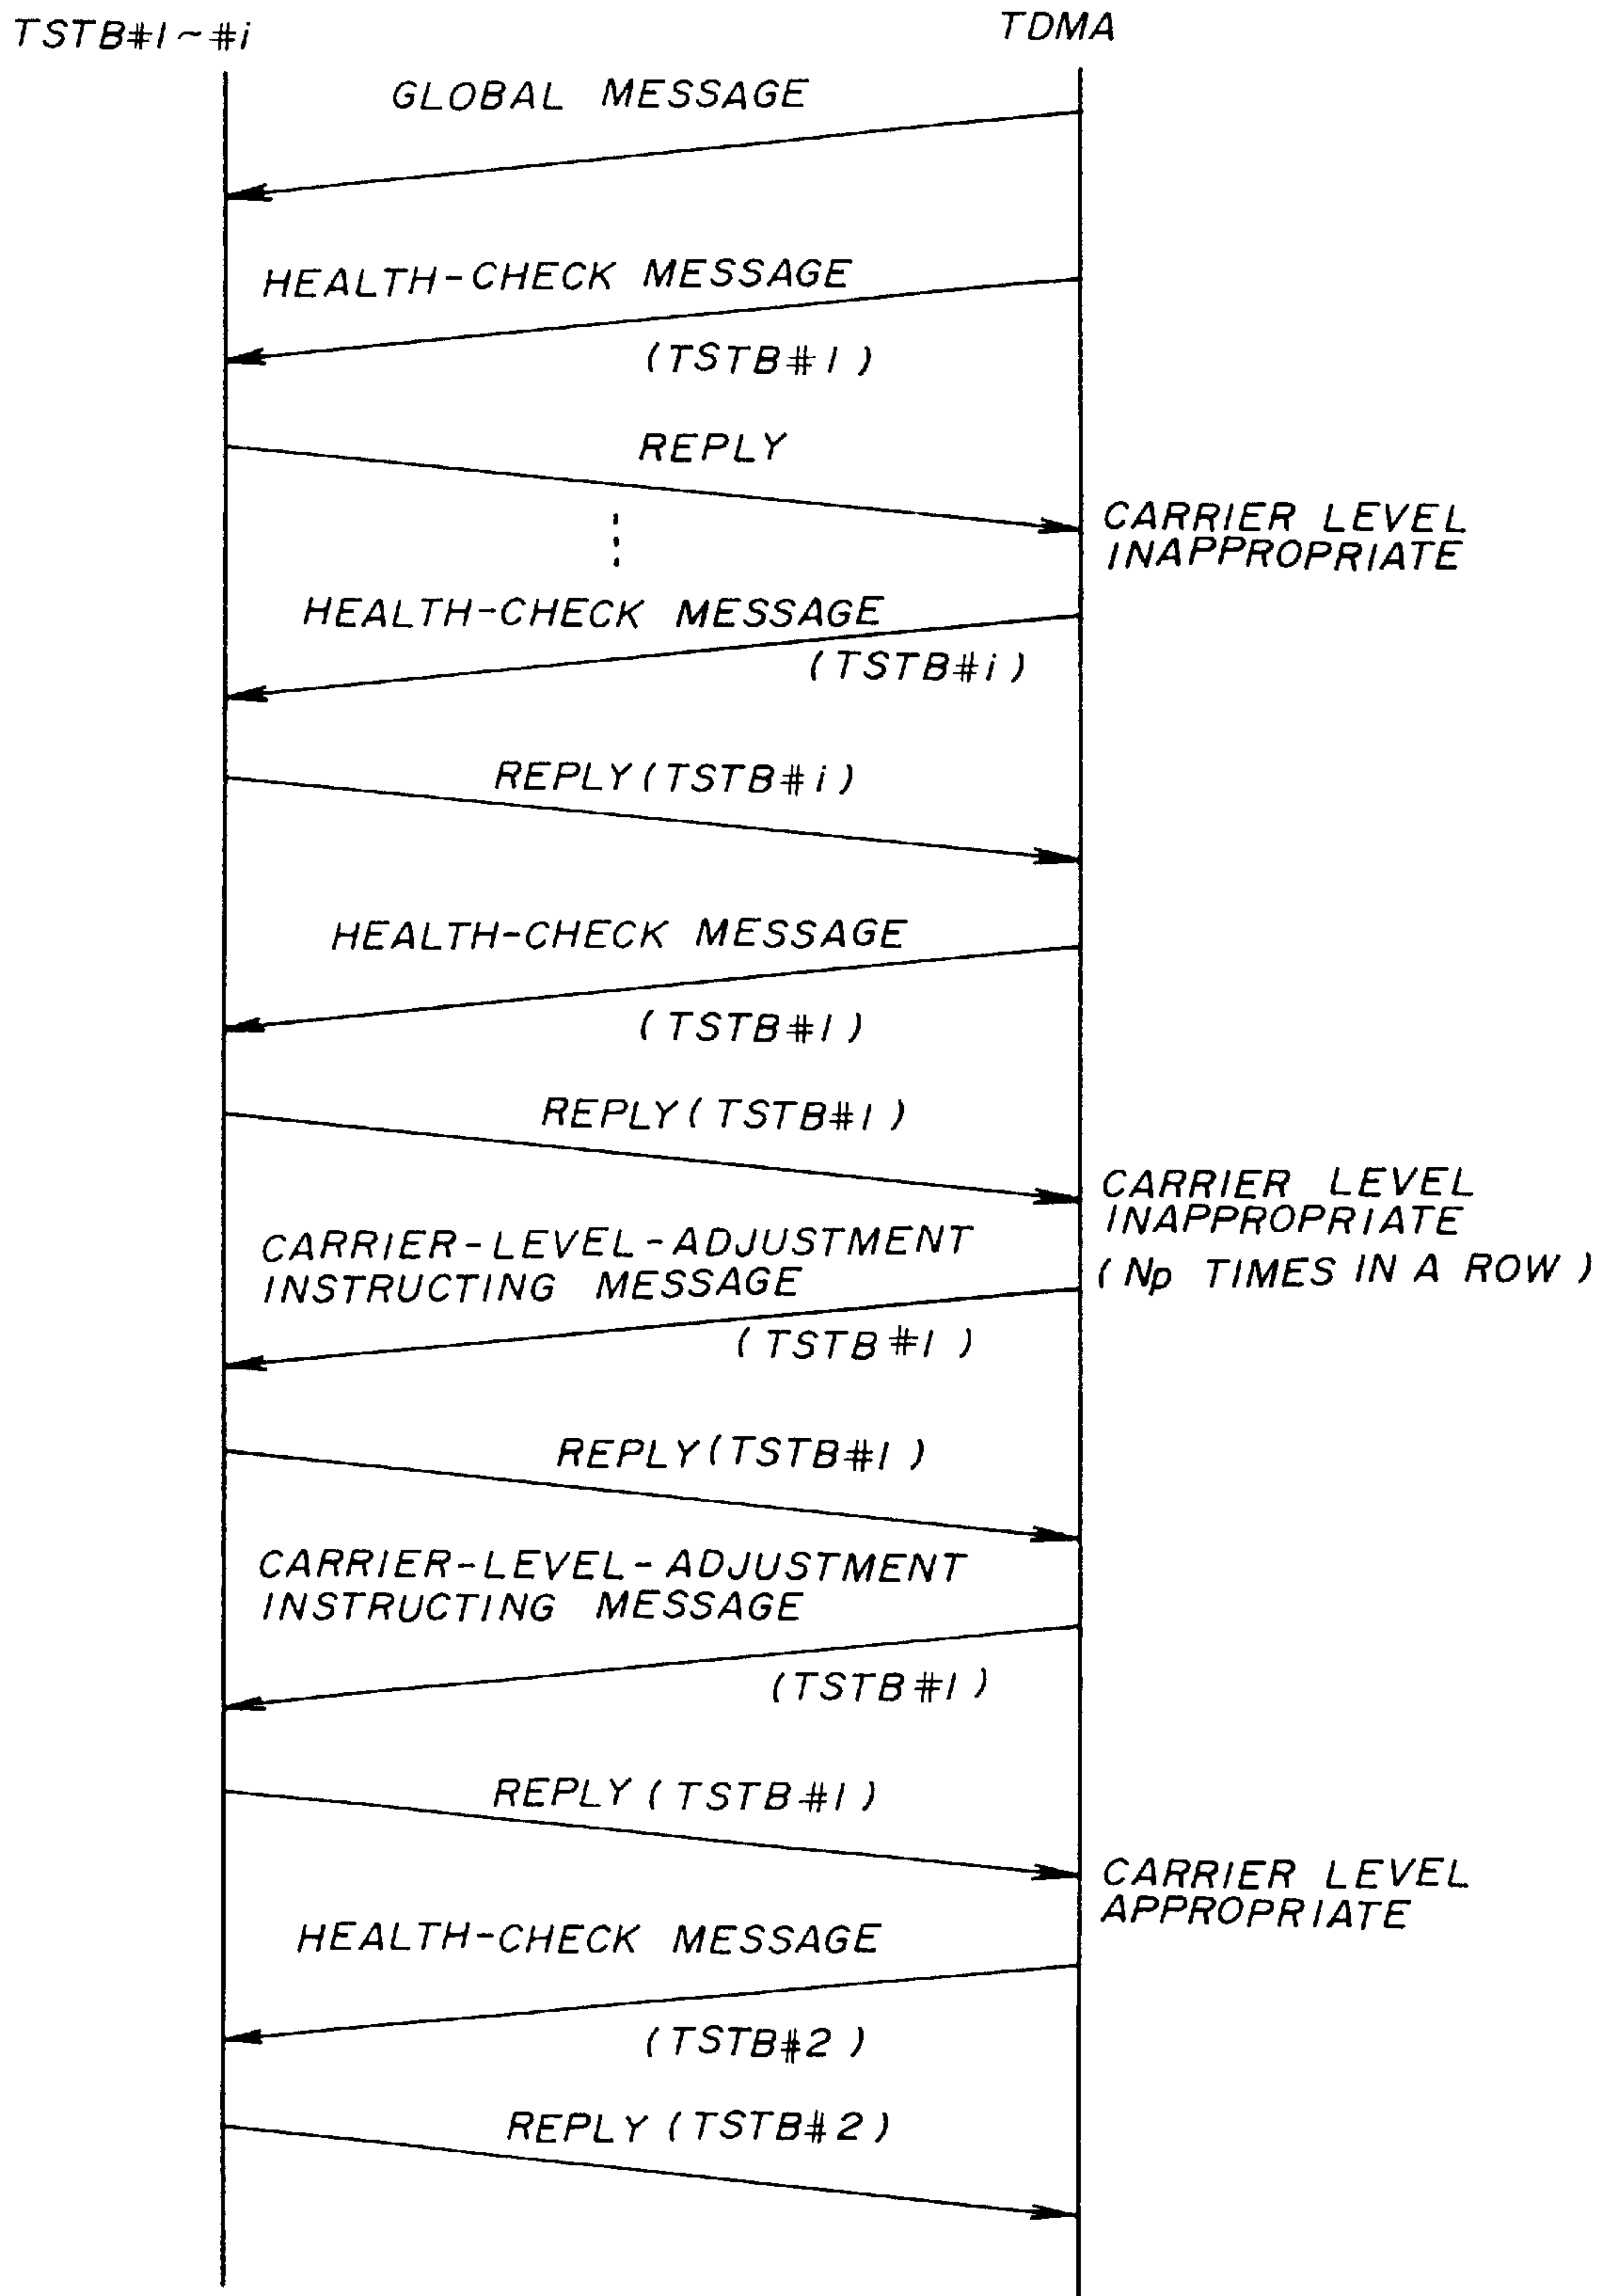 TSTB#1~#i
TDMA
GLOBAL MESSAGE
HEALTH-CHECK MESSAGE
(TSTB#1)
REPLY
CARRIER LEVEL
INAPPROPRIATE
HEALTH-CHECK MESSAGE
(TSTB#i)
REPLY(TSTB#i)
HEALTH-CHECK MESSAGE
(TSTB#1)
REPLY(TSTB#1)
CARRIER LEVEL
INAPPROPRIATE
(Np TIMES IN A ROW)
CARRIER-LEVEL-ADJUSTMENT
INSTRUCTING MESSAGE
(TSTB#1)
REPLY(TSTB#1)
CARRIER-LEVEL-ADJUSTMENT
INSTRUCTING MESSAGE
(TSTB#1)
REPLY(TSTB#1)
CARRIER LEVEL
APPROPRIATE
HEALTH-CHECK MESSAGE
(TSTB#2)
REPLY(TSTB#2)